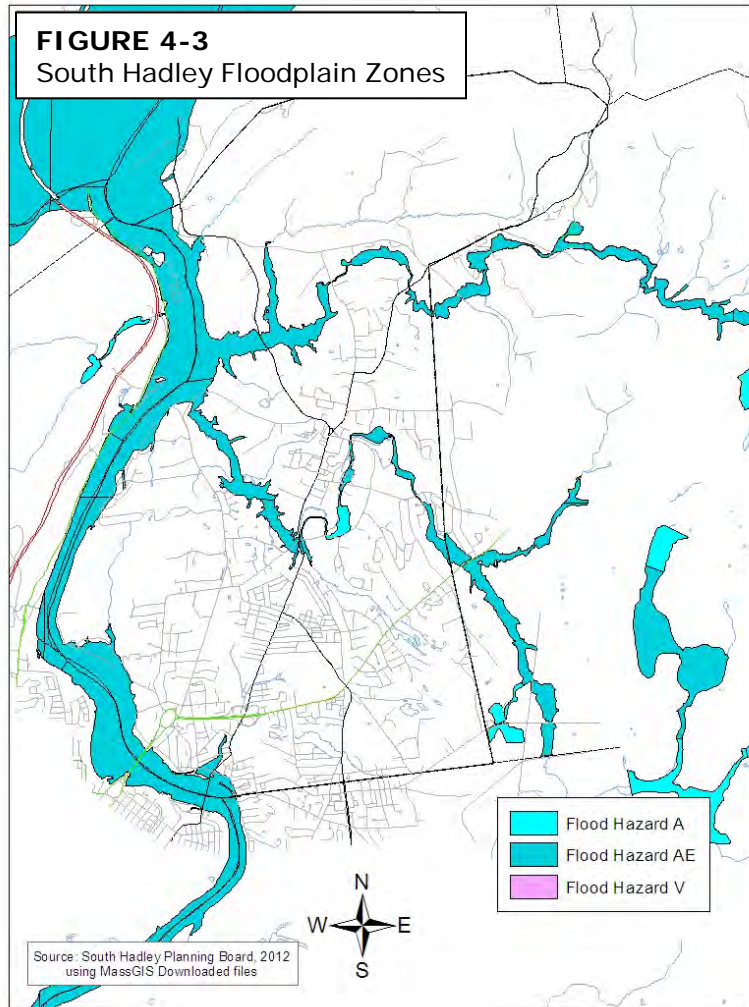 FIGURE 4-3
South Hadley Floodplain Zones
Flood Hazard A
Flood Hazard AE
Flood Hazard V
N
W E
S
Source: South Hadley Planning Board, 2012
using MassGIS Downloaded files